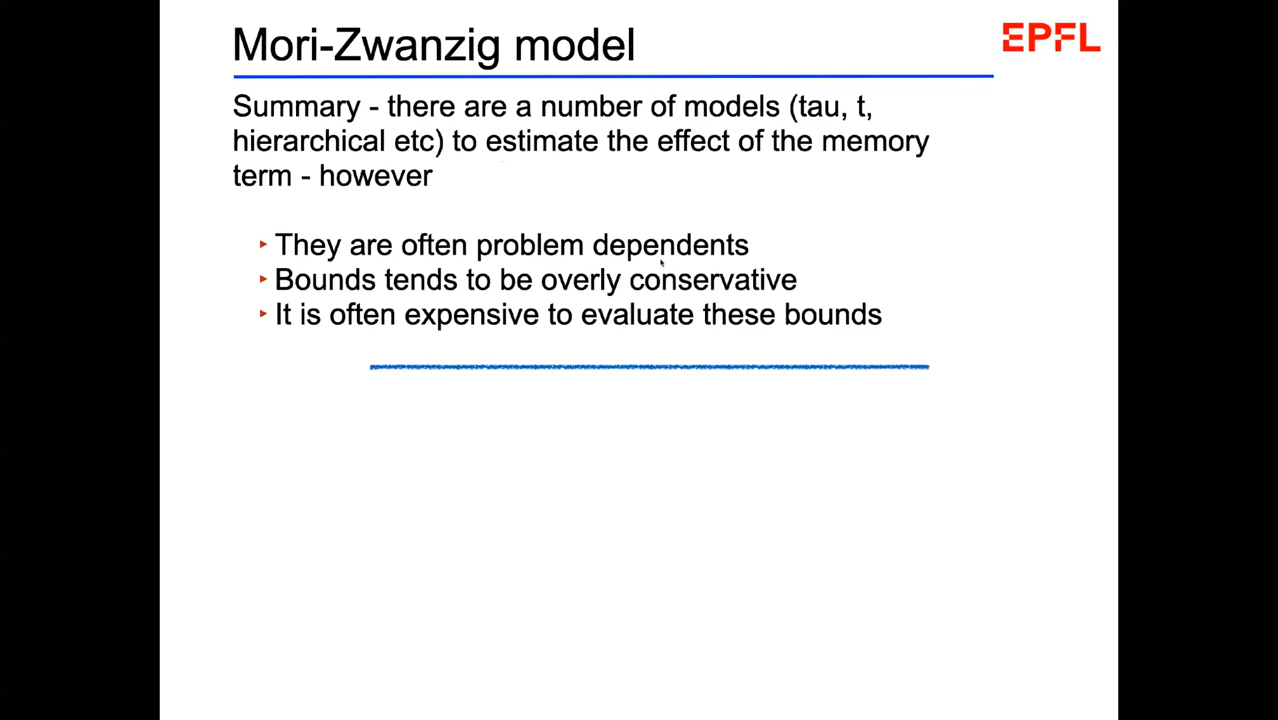 Mori-Zwanzig model
EPFL
Summary - there are a number of models (tau, t,
hierarchical etc) to estimate the effect of the memory
term - however
‣ They are often problem dependents
‣ Bounds tends to be overly conservative
‣ It is often expensive to evaluate these bounds